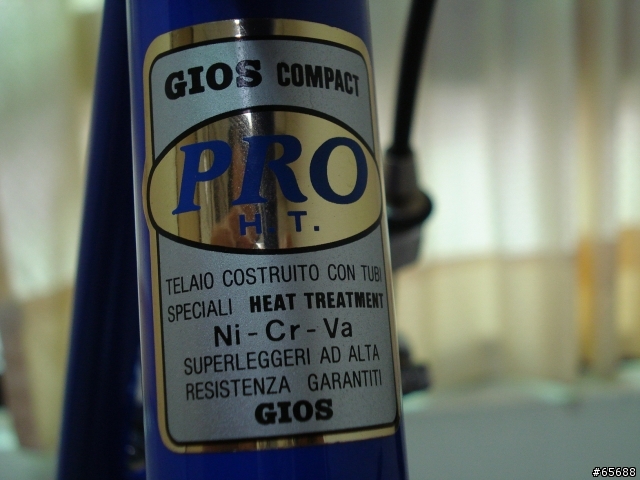 GIOS COMPACT
PRO
H.T.
TELAIO COSTRUITO CON TUBI
SPECIALI HEAT TREATMENT
Ni - Cr - Va
SUPERLEGGERI AD ALTA
RESISTENZA GARANTITI
GIOS
#65688